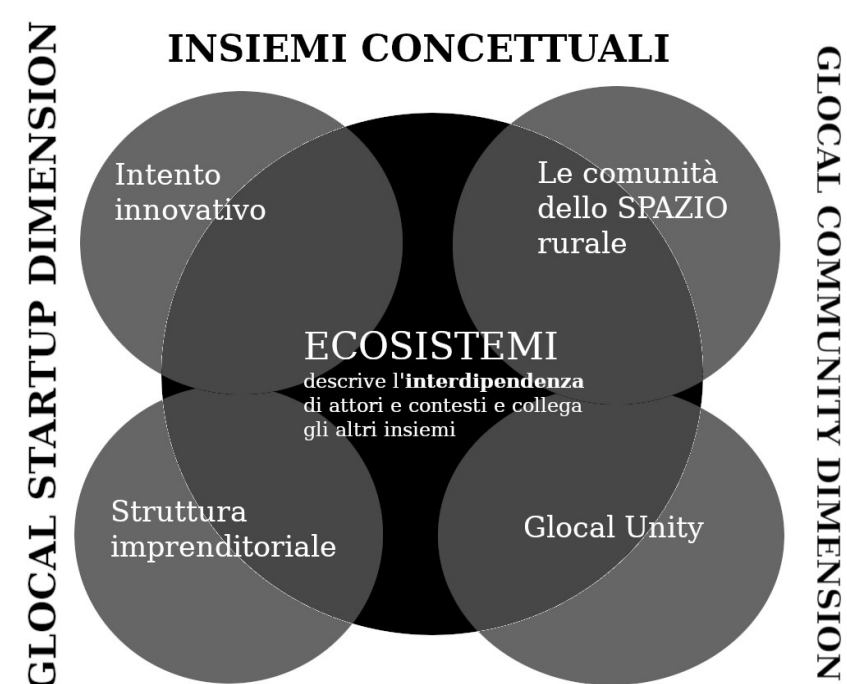 INSIEMI CONCETTUALI
GLOCAL STARTUP DIMENSION
Intento
innovativo
Le comunità
dello SPAZIO
rurale
ECOSISTEMI
descrive l'interdipendenza
di attori e contesti e collega
gli altri insiemi
Struttura
imprenditoriale
Glocal Unity
GLOCAL COMMUNITY DIMENSION